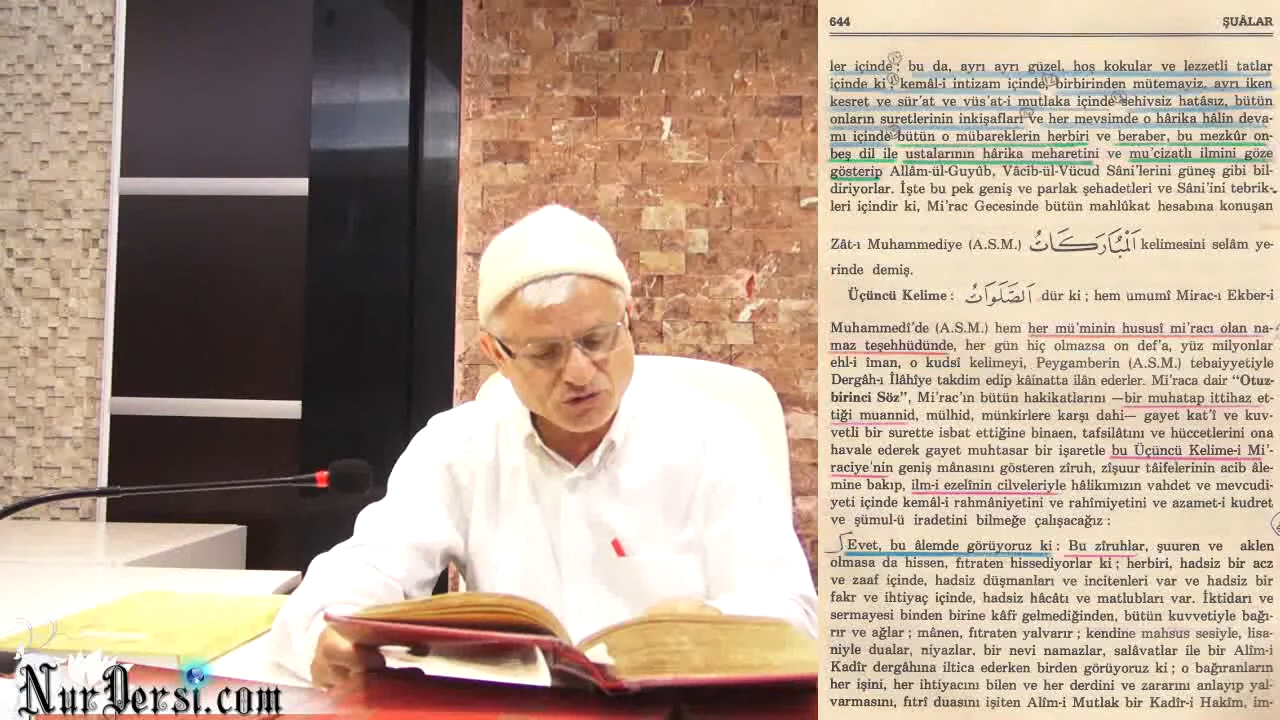 644 ŞUÂLAR
ler içinde ; bu da, ayrı ayrı güzel, hoş kokular ve lezzetli tatlar
içinde ki ; kemâl-i intizam içinde, birbirinden mütemayiz, ayrı iken
kesret ve sür'at ve vüs'at-i mutlaka içinde sehivsiz hatâsız, bütün
onların suretlerinin inkişafları ve her mevsimde o hârika hâlin deva-
mı içinde bütün o mübareklerin herbiri ve beraber, bu mezkûr on-
beş dil ile ustalarının hârika meharetini ve mu'cizatlı ilmini göze
gösterip Allâm-ül-Guyûb, Vâcib-ül-Vücud Sâni'lerini güneş gibi bil-
diriyorlar. İşte bu pek geniş ve parlak şehadetleri ve Sâni'ini tebrik-
leri içindir ki, Mi'rac Gecesinde bütün mahlûkat hesabına konuşan
Zât-ı Muhammediye (A.S.M.) اَلْمُبَارَكَاتُ kelimesini selâm ye-
rinde demiş.
Üçüncü Kelime : اَلصَّلَوَاتُ dür ki ; hem umumî Mirac-ı Ekber-i
Muhammedî'de (A.S.M.) hem her mü'minin hususî mi'racı olan na-
maz teşehhüdünde, her gün hiç olmazsa on def'a, yüz milyonlar
ehl-i îman, o kudsî kelimeyi, Peygamberin (A.S.M.) tebaiyyetiyle
Dergâh-ı İlâhîye takdim edip kâinatta ilân ederler. Mi'raca dair “Otuz-
birinci Söz”, Mi'rac'ın bütün hakikatlarını —bir muhatap ittihaz et-
tiği muannid, mülhid, münkirlere karşı dahi— gayet kat'î ve kuv-
vetli bir surette isbat ettiğine binaen, tafsilâtını ve hüccetlerini ona
havale ederek gayet muhtasar bir işaretle bu Üçüncü Kelime-i Mi'-
raciye'nin geniş mânasını gösteren zîruh, zîşuur tâifelerinin acib âle-
mine bakıp, ilm-i ezelînin cilveleriyle hâlikımızın vahdet ve mevcudi-
yeti içinde kemâl-i rahmâniyetini ve rahîmiyetini ve azamet-i kudret
ve şümul-ü iradetini bilmeğe çalışacağız :
Evet, bu âlemde görüyoruz ki : Bu zîruhlar, şuuren ve aklen
olmasa da hissen, fıtraten hissediyorlar ki ; herbiri, hadsiz bir acz
ve zaaf içinde, hadsiz düşmanları ve incitenleri var ve hadsiz bir
fakr ve ihtiyaç içinde, hadsiz hâcâtı ve matlubları var. İktidarı ve
sermayesi binden birine kâfi gelmediğinden, bütün kuvvetiyle bağı-
rır ve ağlar ; mânen, fıtraten yalvarır ; kendine mahsus sesiyle, lisa-
niyle dualar, niyazlar, bir nevi namazlar, salâvatlar ile bir Alîm-i
Kadîr dergâhına iltica ederken birden görüyoruz ki ; o bağıranların
her işini, her ihtiyacını bilen ve her derdini ve zararını anlayıp yal-
varmasını, fıtrî duasını işiten Alîm-i Mutlak bir Kadîr-i Hakîm, im-
NurDersi.com